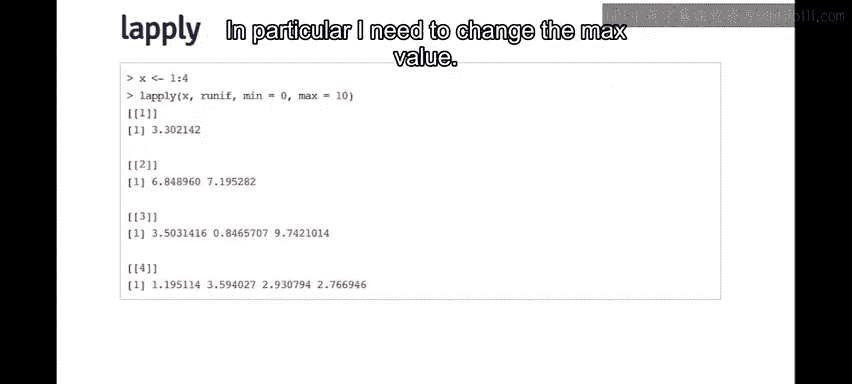 lapply
In particular I need to change the max
value.
> x <- 1:4
> lapply(x, runif, min = 0, max = 10)
[[1]]
[1] 3.302142
[[2]]
[1] 6.848960 7.195282
[[3]]
[1] 3.5031416 0.8465707 9.7421014
[[4]]
[1] 1.195114 3.594027 2.930794 2.766946